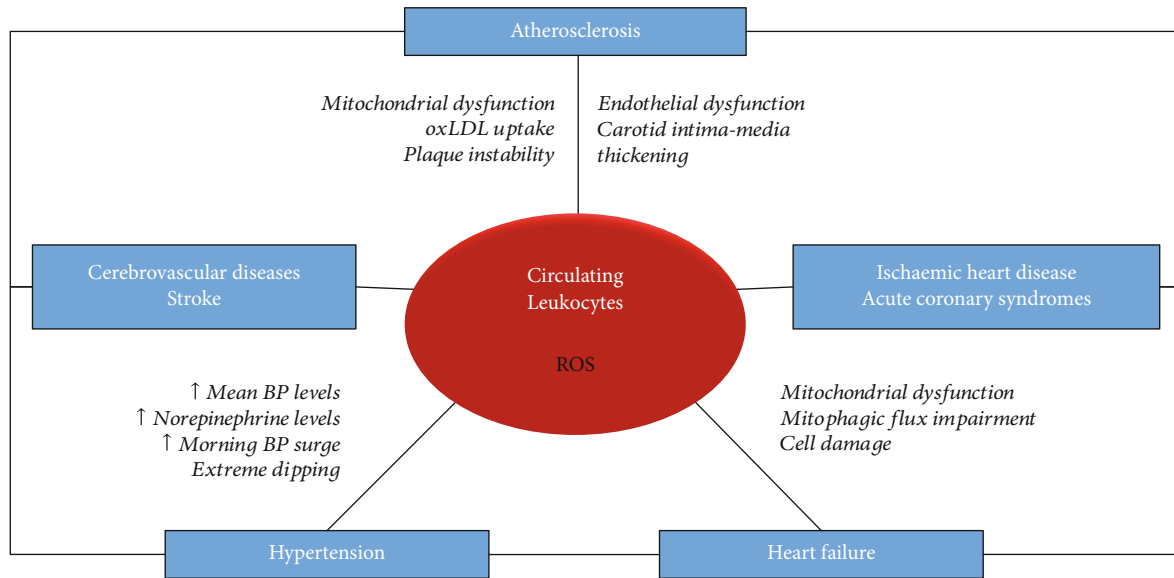 Atherosclerosis
Mitochondrial dysfunction
oxLDL uptake
Plaque instability
Endothelial dysfunction
Carotid intima-media
thickening
Cerebrovascular diseases
Stroke
Circulating
Leukocytes
ROS
Ischaemic heart disease
Acute coronary syndromes
↑ Mean BP levels
↑ Norepinephrine levels
↑ Morning BP surge
Extreme dipping
Mitochondrial dysfunction
Mitophagic flux impairment
Cell damage
Hypertension
Heart failure